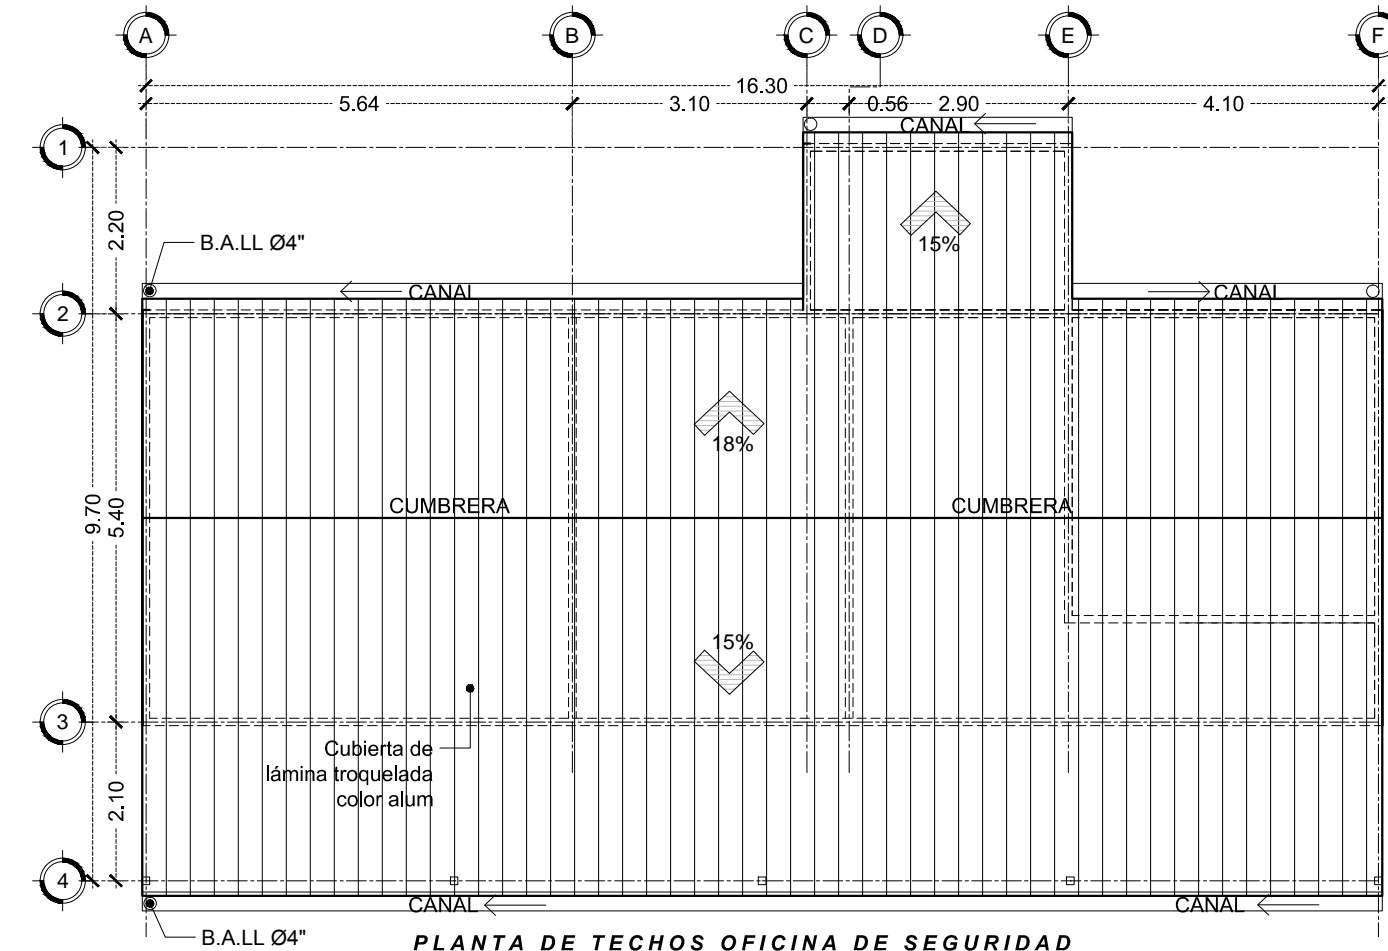 A
B
C
D
E
F
16.30
5.64
3.10
0.56
2.90
4.10
CANAL
1
2.20
15%
B.A.LL Ø4"
CANAL
CANAL
2
18%
9.70
5.40
CUMBRERA
CUMBRERA
15%
3
Cubierta de
lámina troquelada
color alum
2.10
4
CANAL
CANAL
B.A.LL Ø4"
PLANTA DE TECHOS OFICINA DE SEGURIDAD